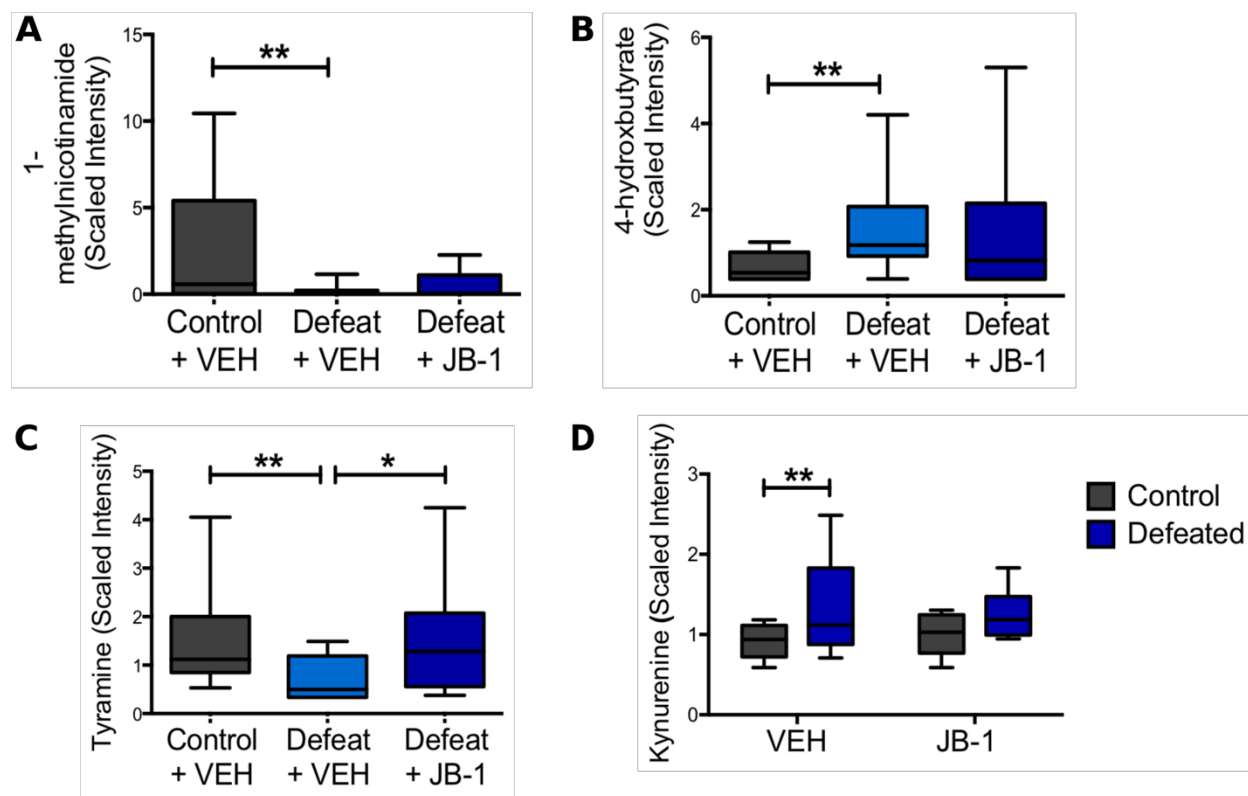 A
1-
methylnicotinamide
(Scaled Intensity)
15
10
5
0
**
Control
+ VEH
Defeat
+ VEH
Defeat
+ JB-1
B
4-hydroxbutyrate
(Scaled Intensity)
6
4
2
0
**
Control
+ VEH
Defeat
+ VEH
Defeat
+ JB-1
C
Tyramine (Scaled Intensity)
5
4
3
2
1
0
**
*
Control
+ VEH
Defeat
+ VEH
Defeat
+ JB-1
D
Kynurenine (Scaled Intensity)
3
2
1
0
**
VEH
JB-1
Control
Defeated